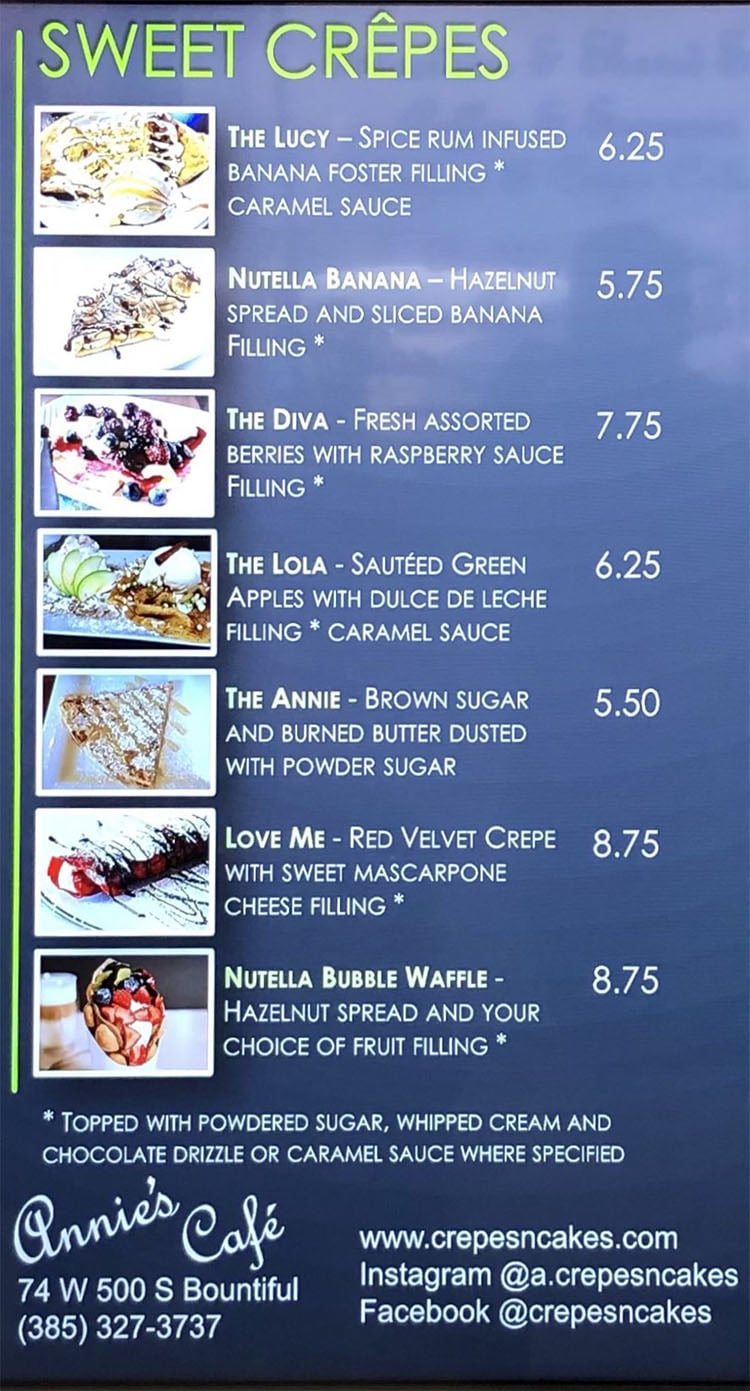 SWEET CRÊPES
THE LUCY – SPICE RUM INFUSED 6.25
BANANA FOSTER FILLING *
CARAMEL SAUCE
NUTELLA BANANA – HAZELNUT 5.75
SPREAD AND SLICED BANANA
FILLING *
THE DIVA - FRESH ASSORTED 7.75
BERRIES WITH RASPBERRY SAUCE
FILLING *
THE LOLA - SAUTÉED GREEN 6.25
APPLES WITH DULCE DE LECHE
FILLING * CARAMEL SAUCE
THE ANNIE - BROWN SUGAR 5.50
AND BURNED BUTTER DUSTED
WITH POWDER SUGAR
LOVE ME - RED VELVET CREPE 8.75
WITH SWEET MASCARPONE
CHEESE FILLING *
NUTELLA BUBBLE WAFFLE - 8.75
HAZELNUT SPREAD AND YOUR
CHOICE OF FRUIT FILLING *
* TOPPED WITH POWDERED SUGAR, WHIPPED CREAM AND
CHOCOLATE DRIZZLE OR CARAMEL SAUCE WHERE SPECIFIED
Annie's Café
74 W 500 S Bountiful
(385) 327-3737
www.crepesncakes.com
Instagram @a.crepesncakes
Facebook @crepesncakes